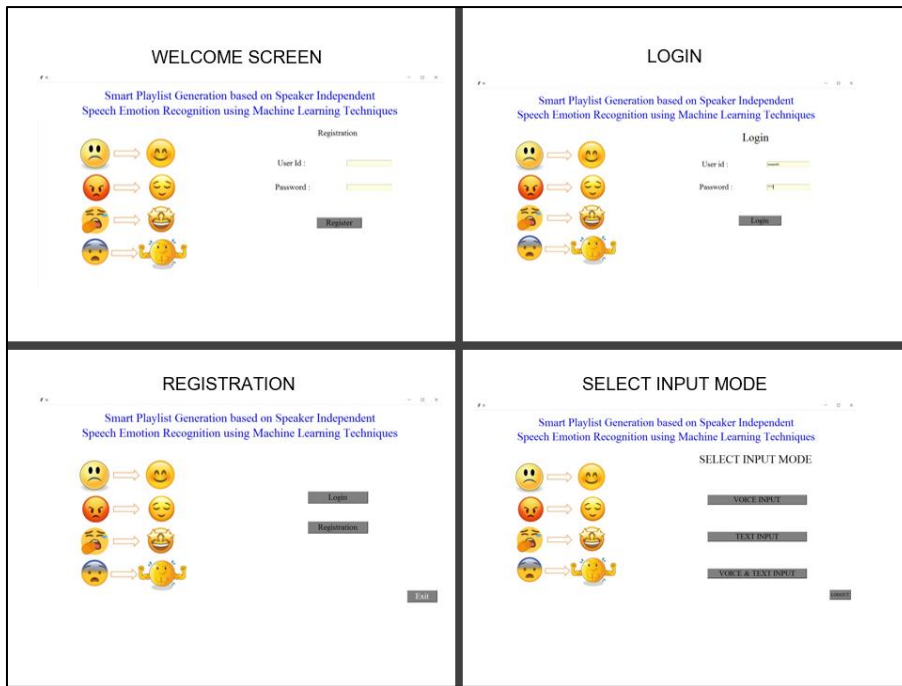 WELCOME SCREEN
Smart Playlist Generation based on Speaker Independent
Speech Emotion Recognition using Machine Learning Techniques
Registration
User Id :
Password :
Register
LOGIN
Smart Playlist Generation based on Speaker Independent
Speech Emotion Recognition using Machine Learning Techniques
Login
User id :
Password :
Login
REGISTRATION
Smart Playlist Generation based on Speaker Independent
Speech Emotion Recognition using Machine Learning Techniques
Login
Registration
Exit
SELECT INPUT MODE
Smart Playlist Generation based on Speaker Independent
Speech Emotion Recognition using Machine Learning Techniques
SELECT INPUT MODE
VOICE INPUT
TEXT INPUT
VOICE & TEXT INPUT
LOGOUT